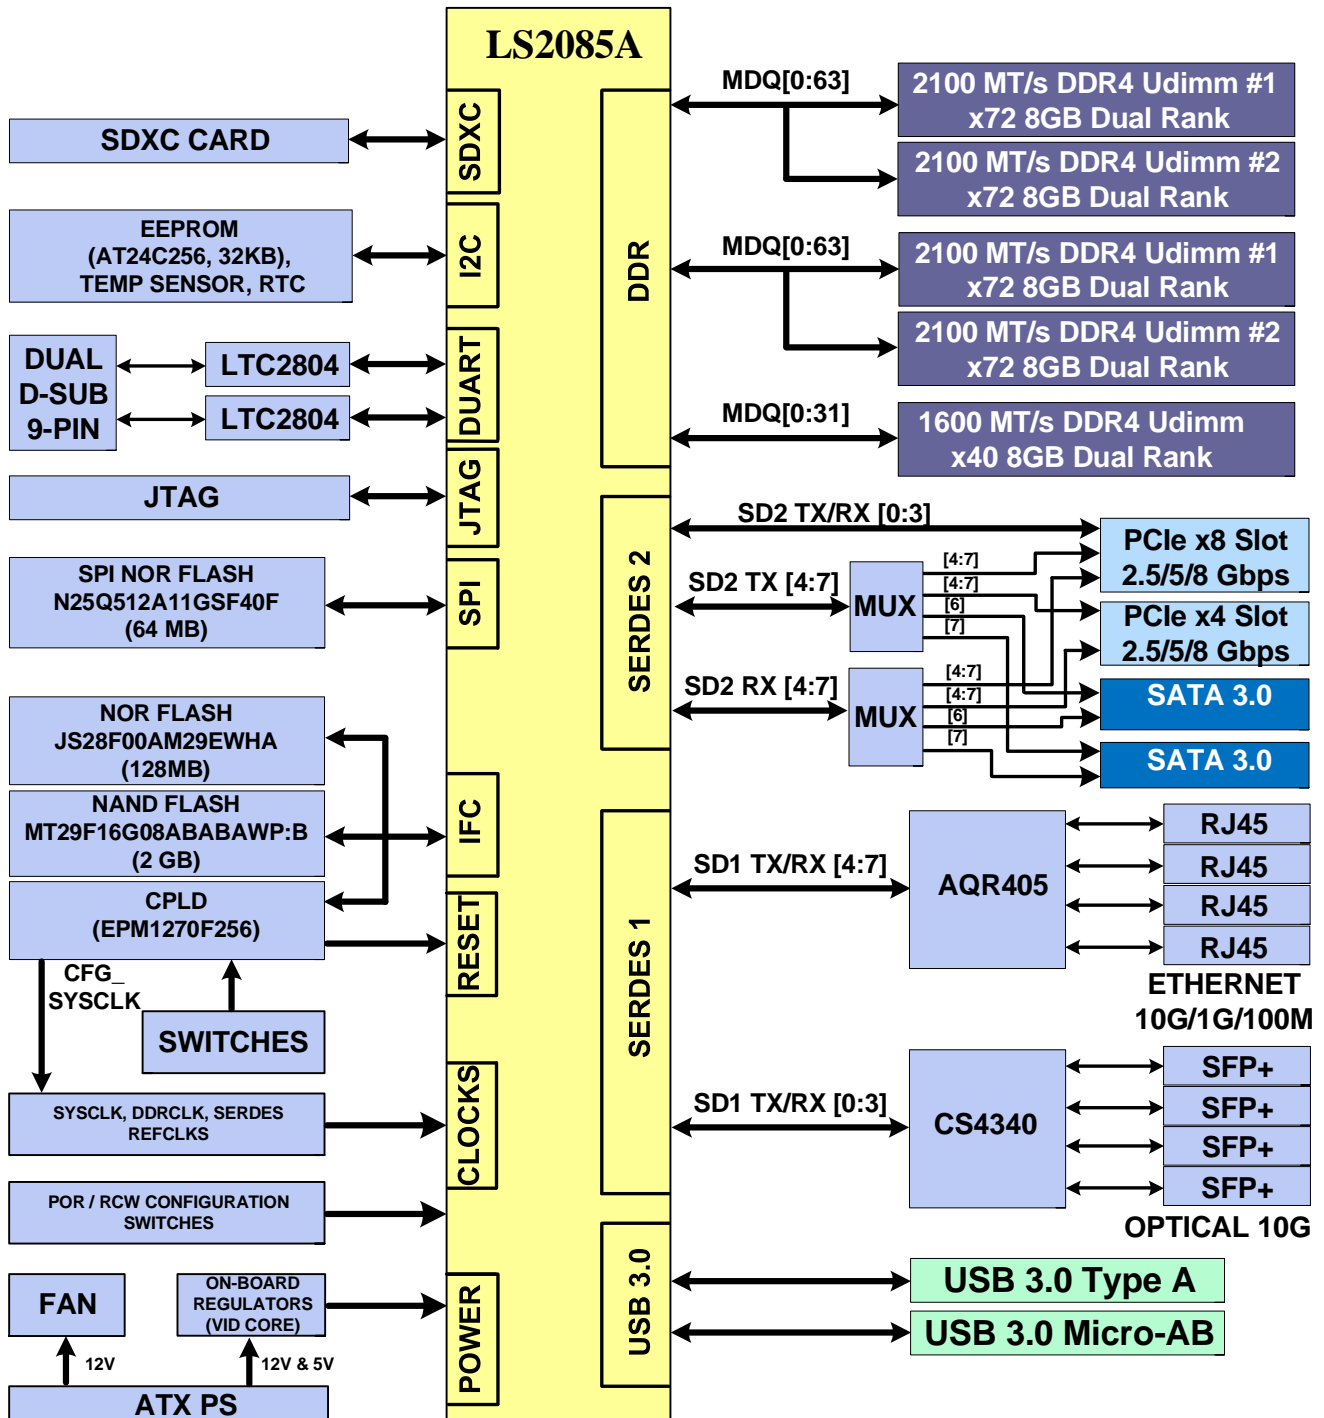 LS2085A
SDXC CARD
SDXC
EEPROM
(AT24C256, 32KB),
TEMP SENSOR, RTC
I2C
DUAL
D-SUB
9-PIN
LTC2804
LTC2804
DUART
JTAG
JTAG
SPI NOR FLASH
N25Q512A11GSF40F
(64 MB)
SPI
NOR FLASH
JS28F00AM29EWHA
(128MB)
NAND FLASH
MT29F16G08ABABAWP:B
(2 GB)
IFC
CPLD
(EPM1270F256)
RESET
CFG_
SYSCLK
SWITCHES
SYSCLK, DDRCLK, SERDES
REFCLKS
CLOCKS
POR / RCW CONFIGURATION
SWITCHES
FAN
ON-BOARD
REGULATORS
(VID CORE)
POWER
12V
12V & 5V
ATX PS
DDR
MDQ[0:63]
2100 MT/s DDR4 Udimm #1
x72 8GB Dual Rank
2100 MT/s DDR4 Udimm #2
x72 8GB Dual Rank
MDQ[0:63]
2100 MT/s DDR4 Udimm #1
x72 8GB Dual Rank
2100 MT/s DDR4 Udimm #2
x72 8GB Dual Rank
MDQ[0:31]
1600 MT/s DDR4 Udimm
x40 8GB Dual Rank
SERDES 2
SD2 TX/RX [0:3]
SD2 TX [4:7]
MUX
[4:7]
[4:7]
[6]
[7]
SD2 RX [4:7]
MUX
[4:7]
[4:7]
[6]
[7]
PCIe x8 Slot
2.5/5/8 Gbps
PCIe x4 Slot
2.5/5/8 Gbps
SATA 3.0
SATA 3.0
SERDES 1
SD1 TX/RX [4:7]
AQR405
RJ45
RJ45
RJ45
RJ45
ETHERNET
10G/1G/100M
SD1 TX/RX [0:3]
CS4340
SFP+
SFP+
SFP+
SFP+
OPTICAL 10G
USB 3.0
USB 3.0 Type A
USB 3.0 Micro-AB